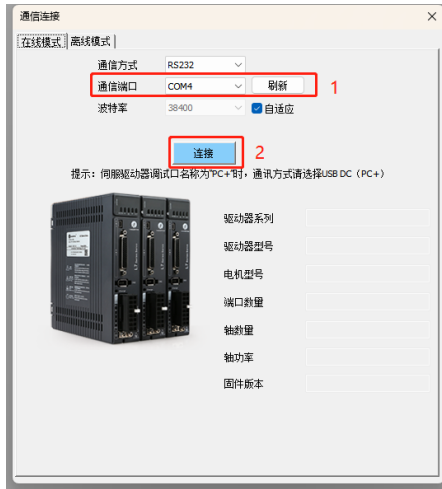 通信连接
在线模式 离线模式
通信方式 RS232
通信端口 COM4 刷新 1
波特率 38400 自适应
连接 2
提示：伺服驱动器调试口名称为"PC+"时，通讯方式请选择USB DC（PC+）
驱动器系列
驱动器型号
电机型号
端口数量
轴数量
轴功率
固件版本